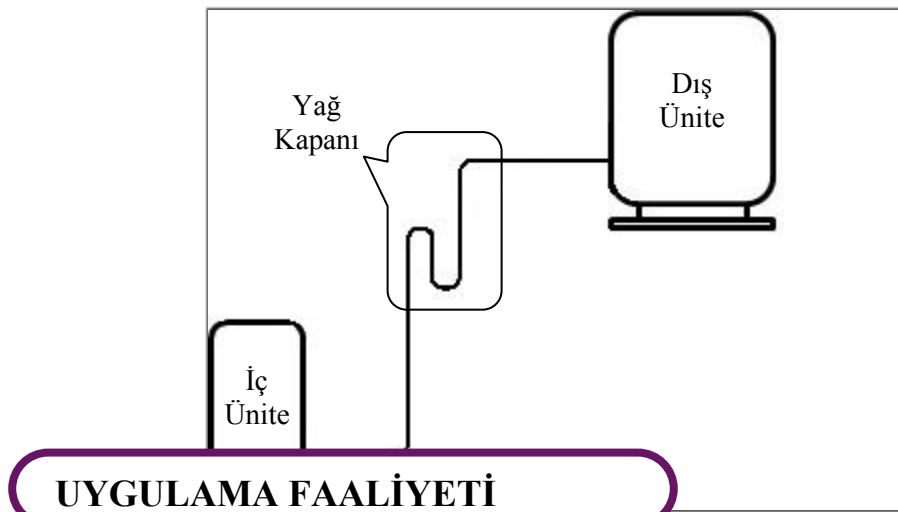 Yağ
Kapanı
Dış
Ünite
İç
Ünite
UYGULAMA FAALİYETİ